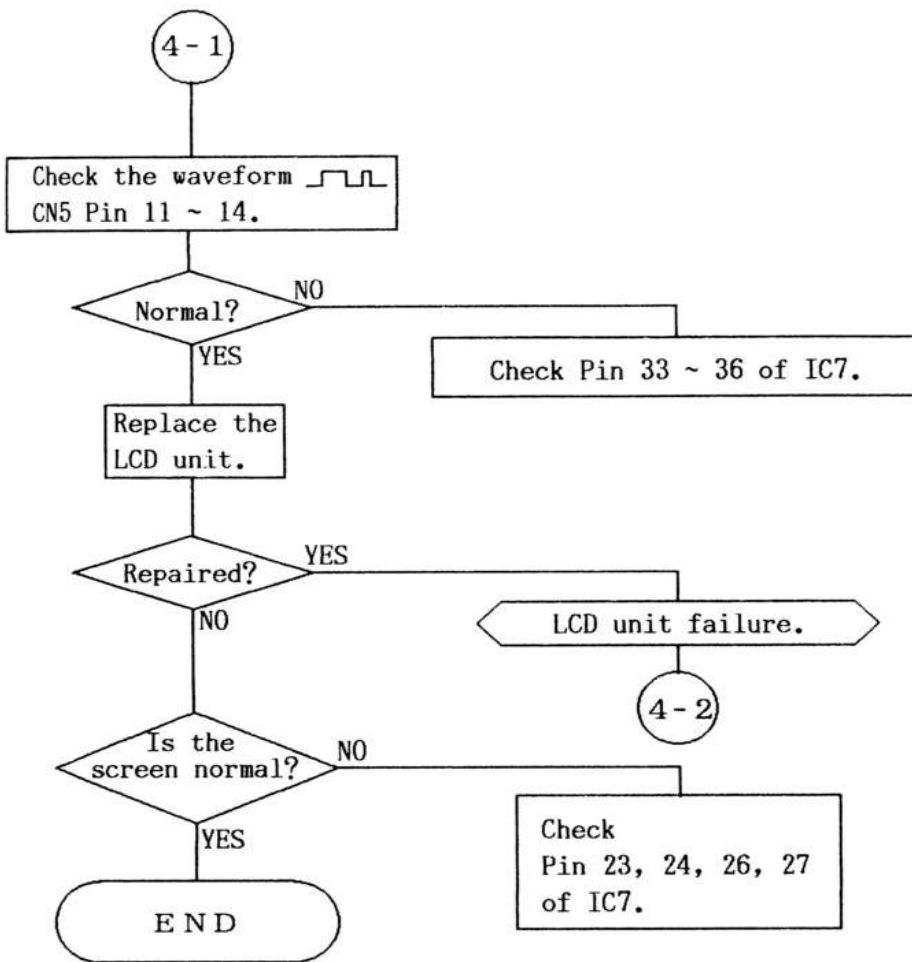 4-1
Check the waveform
CN5 Pin 11 ~ 14.
Normal?
NO
YES
Check Pin 33 ~ 36 of IC7.
Replace the
LCD unit.
Repaired?
YES
NO
LCD unit failure.
4-2
Is the
screen normal?
NO
YES
Check
Pin 23, 24, 26, 27
of IC7.
END